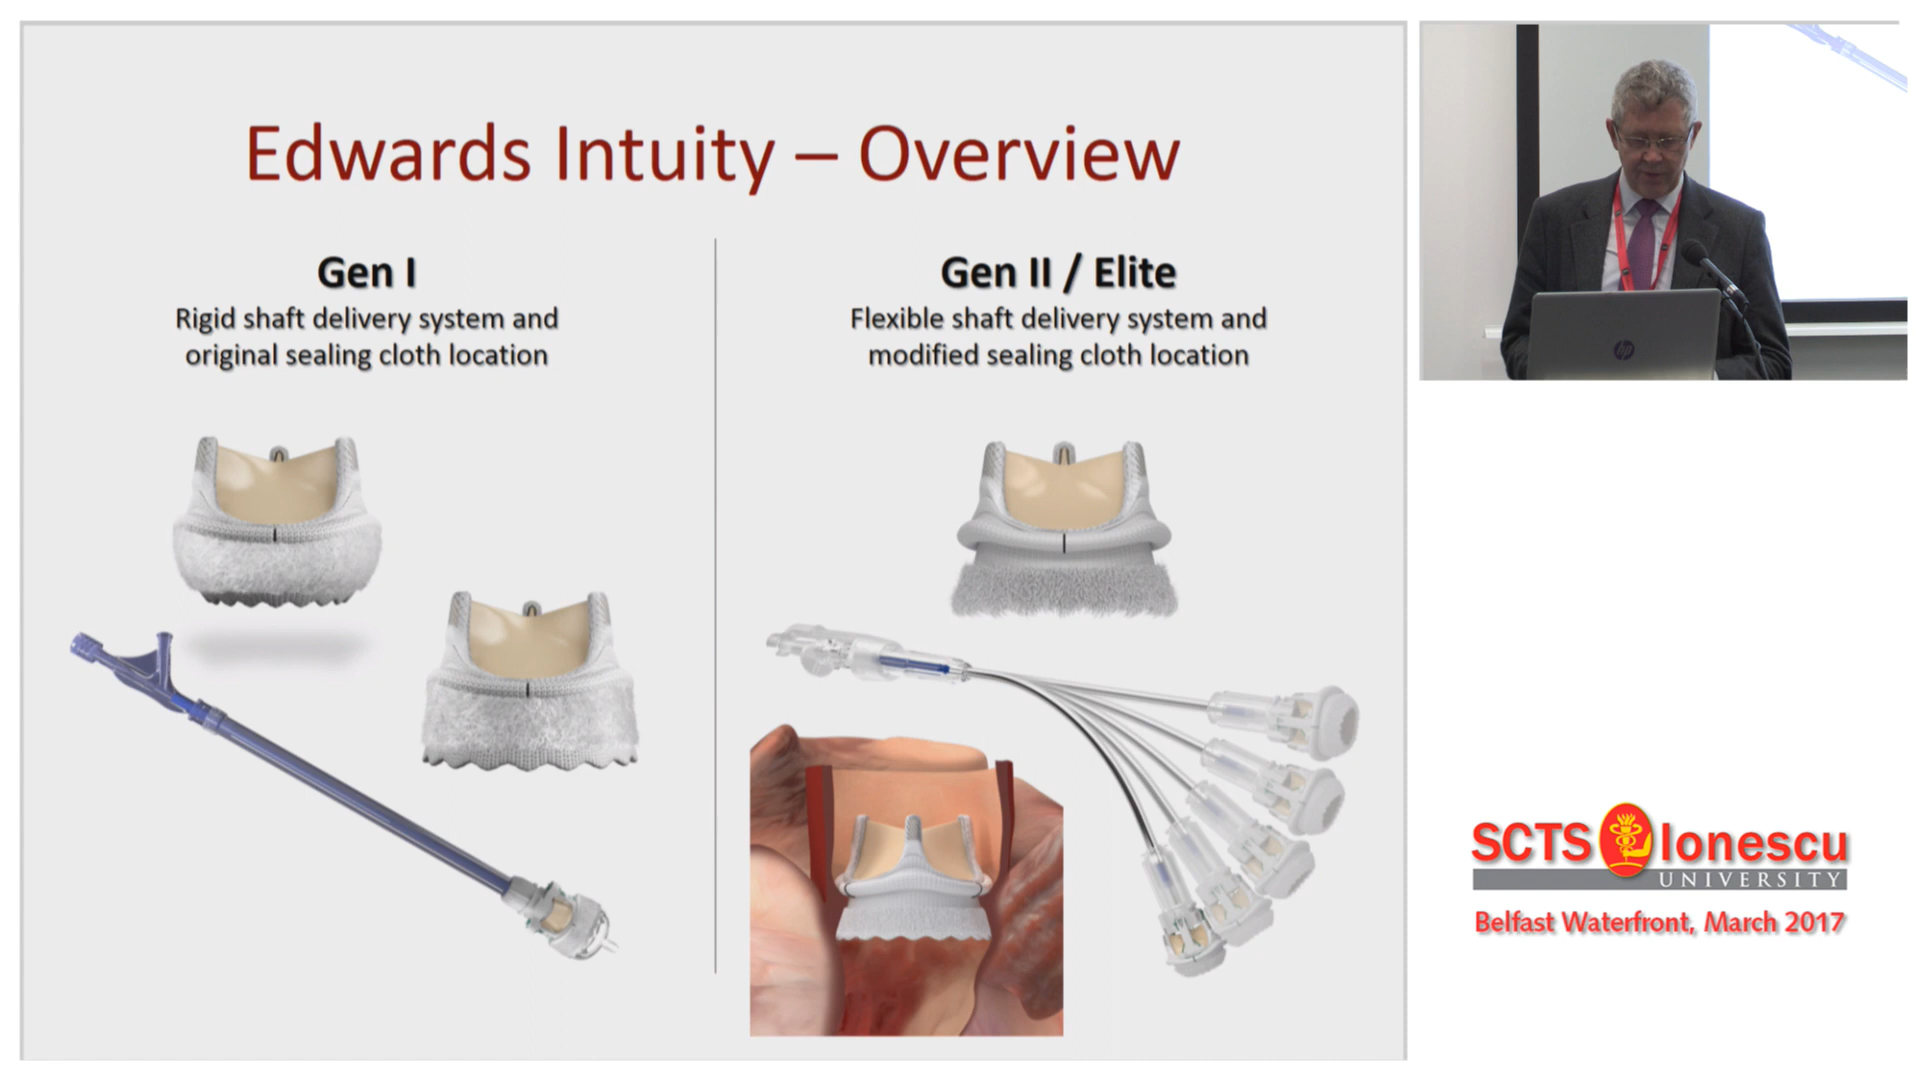 Edwards Intuity – Overview
Gen I
Rigid shaft delivery system and
original sealing cloth location
Gen II / Elite
Flexible shaft delivery system and
modified sealing cloth location
hp
SCTS Ionescu
UNIVERSITY
Belfast Waterfront, March 2017